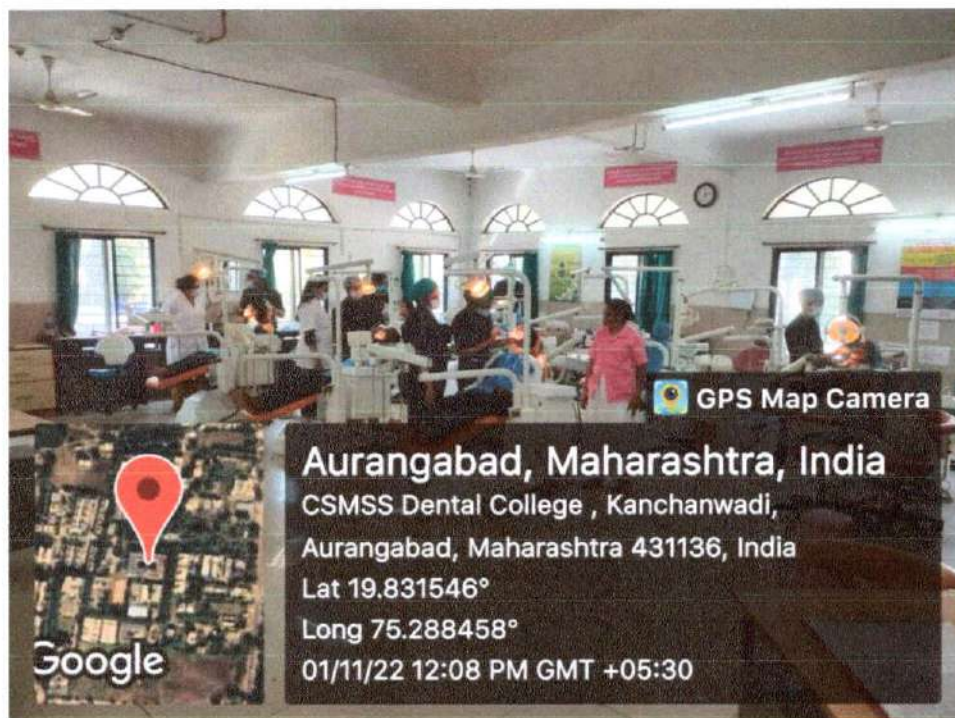 GPS Map Camera
Aurangabad, Maharashtra, India
CSMSS Dental College , Kanchanwadi,
Aurangabad, Maharashtra 431136, India
Lat 19.831546°
Long 75.288458°
01/11/22 12:08 PM GMT +05:30
Google